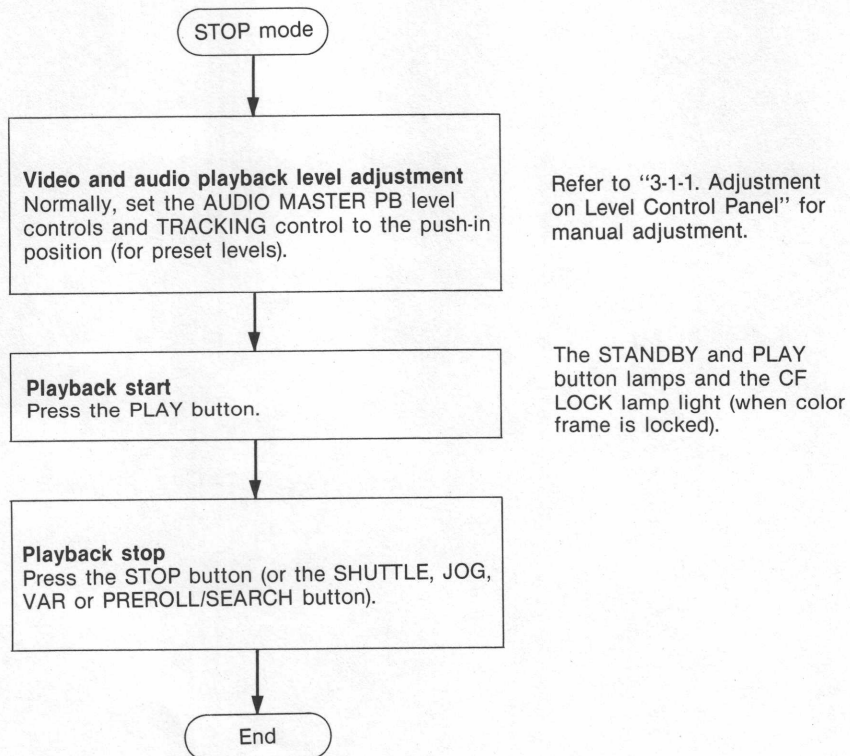 STOP mode
Video and audio playback level adjustment
Normally, set the AUDIO MASTER PB level
controls and TRACKING control to the push-in
position (for preset levels).
Refer to “3-1-1. Adjustment
on Level Control Panel” for
manual adjustment.
Playback start
Press the PLAY button.
The STANDBY and PLAY
button lamps and the CF
LOCK lamp light (when color
frame is locked).
Playback stop
Press the STOP button (or the SHUTTLE, JOG,
VAR or PREROLL/SEARCH button).
End